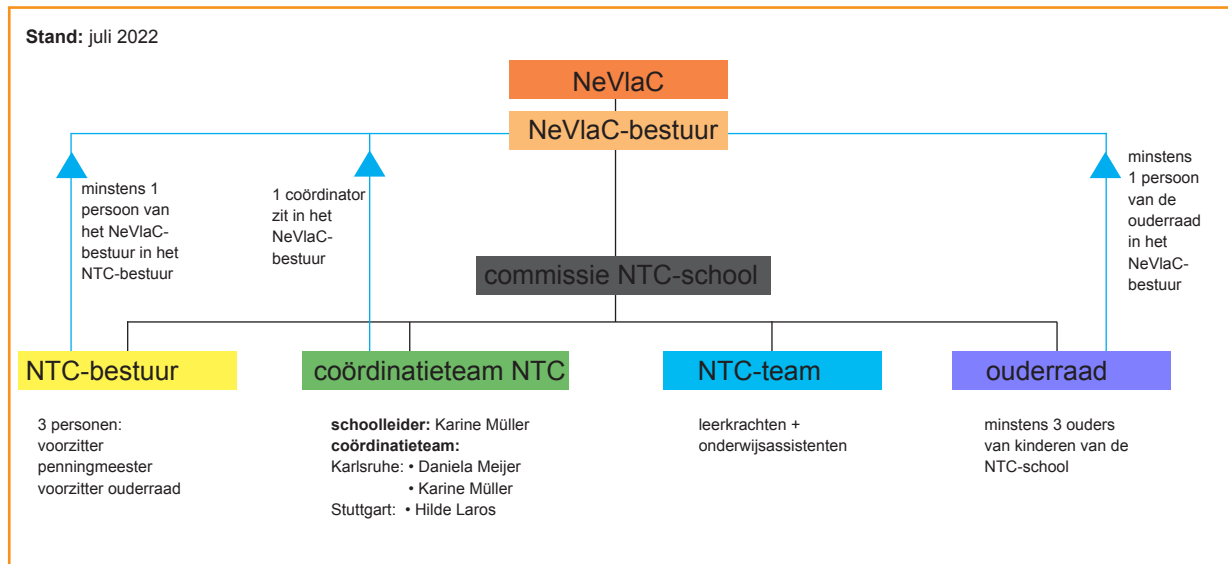 Stand: juli 2022
NeVlaC
NeVlaC-bestuur
minstens 1
persoon van
het NeVlaC-
bestuur in het
NTC-bestuur
1 coördinator
zit in het
NeVlaC-
bestuur
minstens
1 persoon
van de
ouderraad
in het
NeVlaC-
bestuur
commissie NTC-school
NTC-bestuur
3 personen:
voorzitter
penningmeester
voorzitter ouderraad
coördinatieteam NTC
schoolleider: Karine Müller
coördinatieteam:
Karlsruhe: • Daniela Meijer
• Karine Müller
Stuttgart: • Hilde Laros
NTC-team
leerkrachten +
onderwijsassistenten
ouderraad
minstens 3 ouders
van kinderen van de
NTC-school